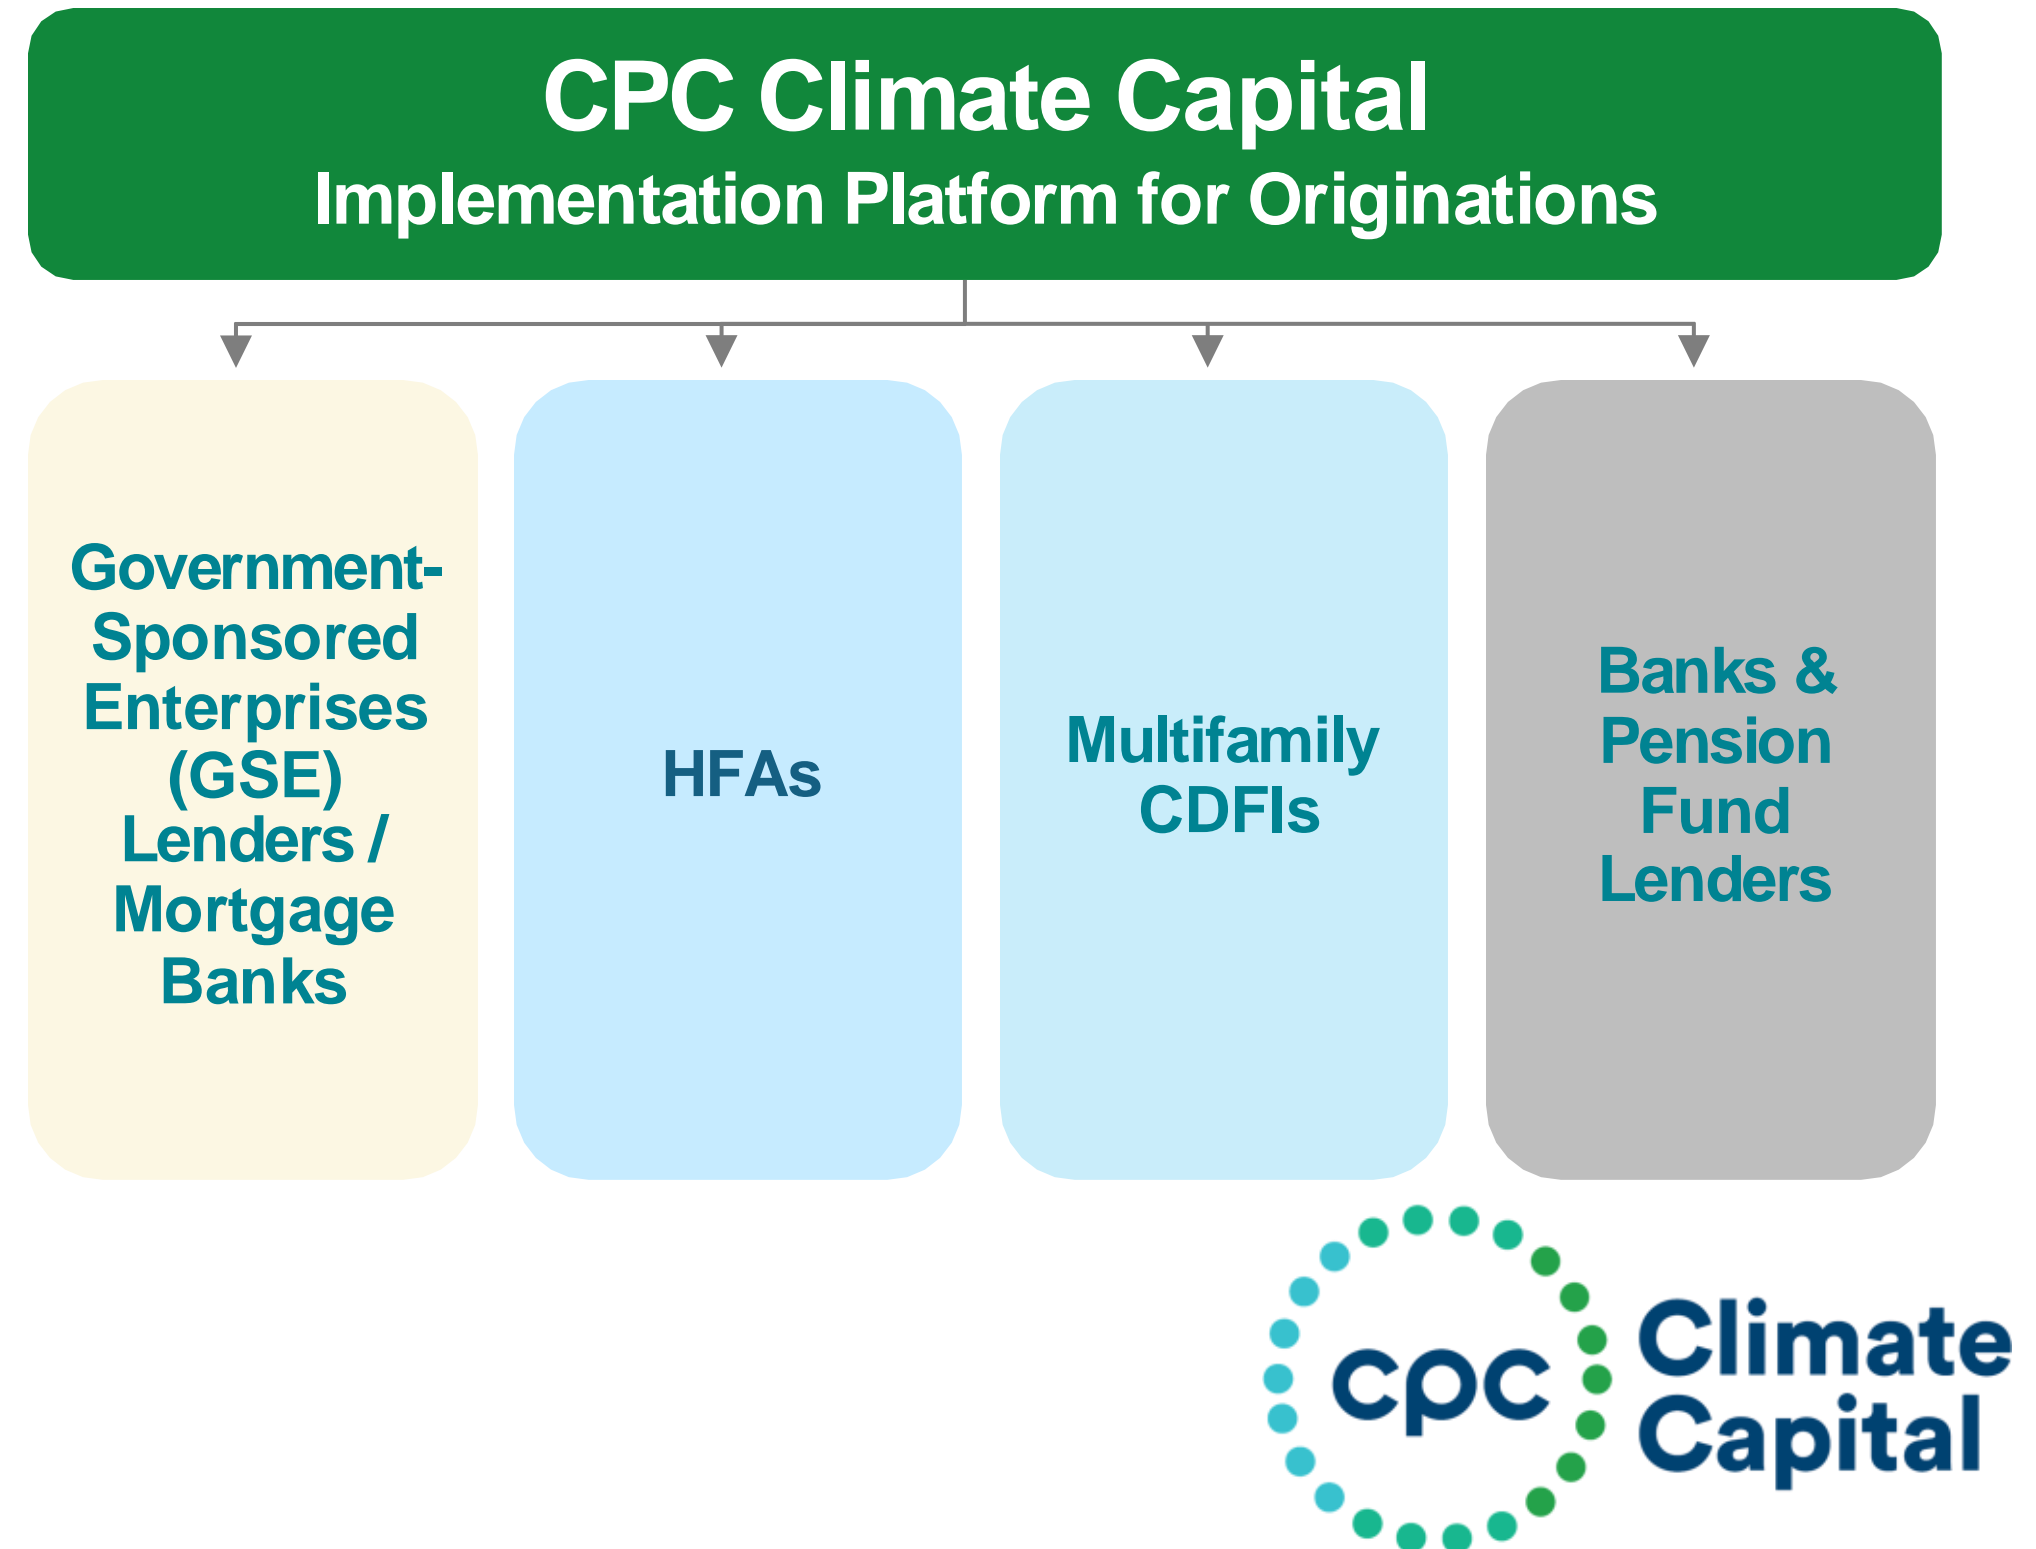 CPC Climate Capital
Implementation Platform for Originations
Government-
Sponsored
Enterprises
(GSE)
Lenders /
Mortgage
Banks
HFAs
Multifamily
CDFIs
Banks &
Pension
Fund
Lenders
cpc
Climate
Capital